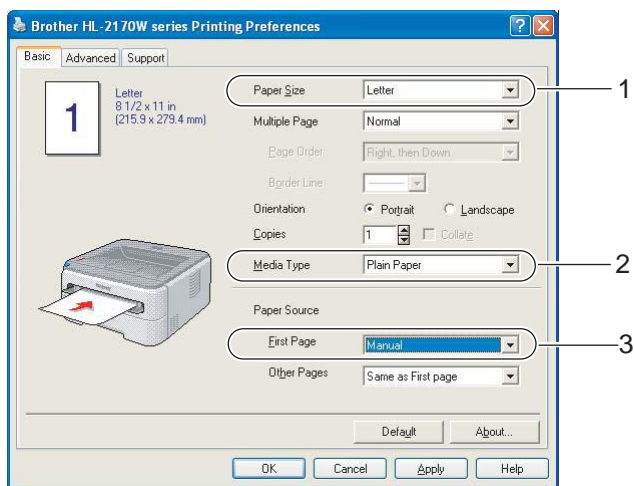 Brother HL-2170W series Printing Preferences
Basic Advanced Support
1
Letter
8 1/2 x 11 in
(215.9 x 279.4 mm)
Paper Size Letter 1
Multiple Page Normal
Page Order Right, then Down
Border Line
Orientation Portrait Landscape
Copies 1 Collate
Media Type Plain Paper 2
Paper Source
First Page Manual 3
Other Pages Same as First page
Default About...
OK Cancel Apply Help